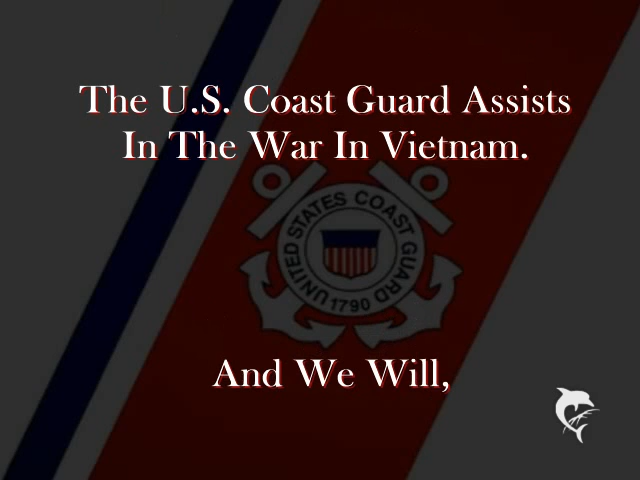 The U.S. Coast Guard Assists
In The War In Vietnam.
UNITED STATES COAST GUARD
1790
And We Will,